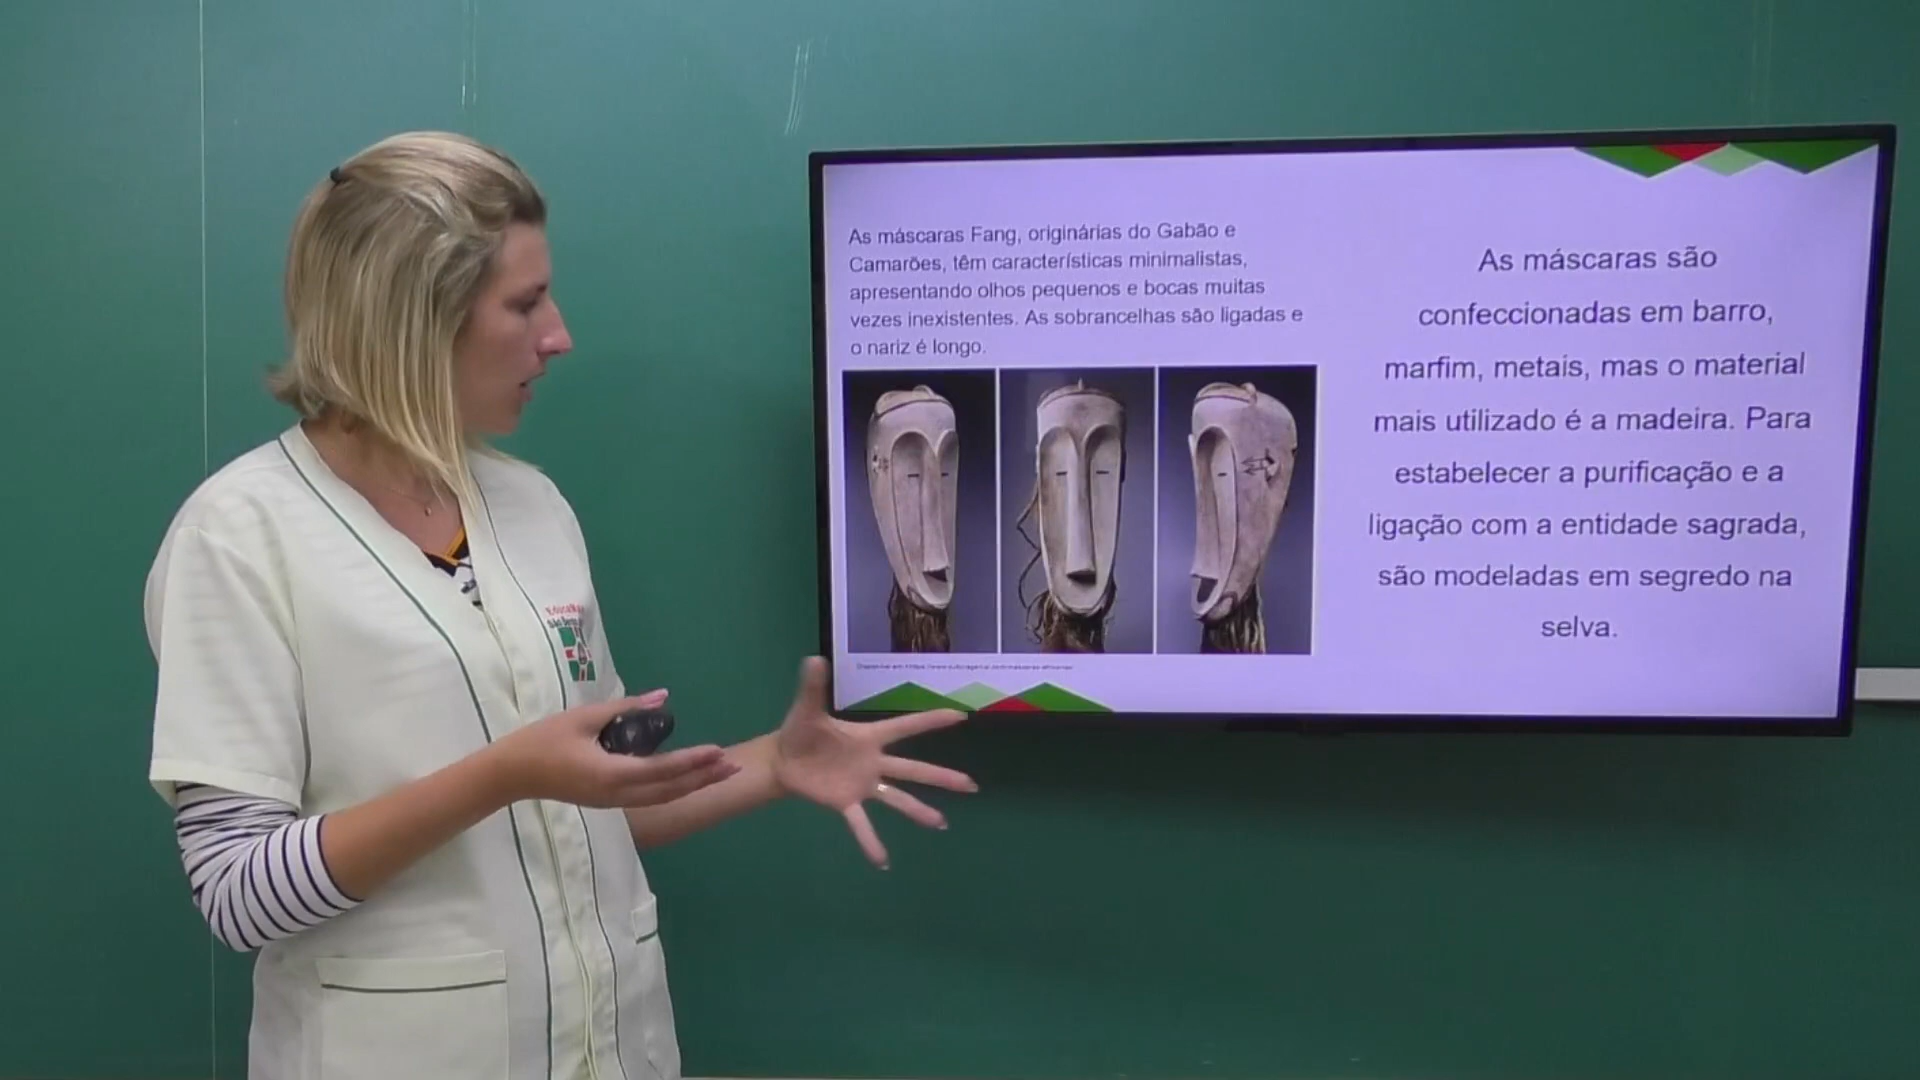 As máscaras Fang, originárias do Gabão e
Camarões, têm características minimalistas,
apresentando olhos pequenos e bocas muitas
vezes inexistentes. As sobrancelhas são ligadas e
o nariz é longo.
As máscaras são
confeccionadas em barro,
marfim, metais, mas o material
mais utilizado é a madeira. Para
estabelecer a purificação e a
ligação com a entidade sagrada,
são modeladas em segredo na
selva.